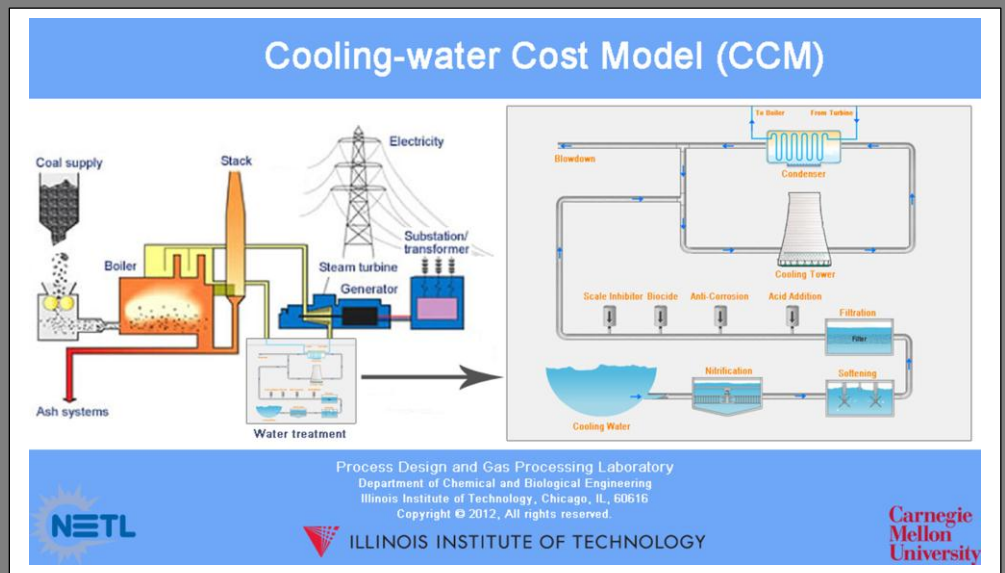 Cooling-water Cost Model (CCM)
Coal supply
Stack
Electricity
Boiler
Steam turbine
Generator
Substation/
transformer
Ash systems
Water treatment
To Boiler
From Turbine
Blowdown
Condenser
Cooling Tower
Scale Inhibitor
Biocide
Anti-Corrosion
Acid Addition
Filtration
Filter
Nitrification
Softening
Cooling Water
Process Design and Gas Processing Laboratory
Department of Chemical and Biological Engineering
Illinois Institute of Technology, Chicago, IL, 60616
Copyright © 2012, All rights reserved.
NETL
ILLINOIS INSTITUTE OF TECHNOLOGY
Carnegie
Mellon
University